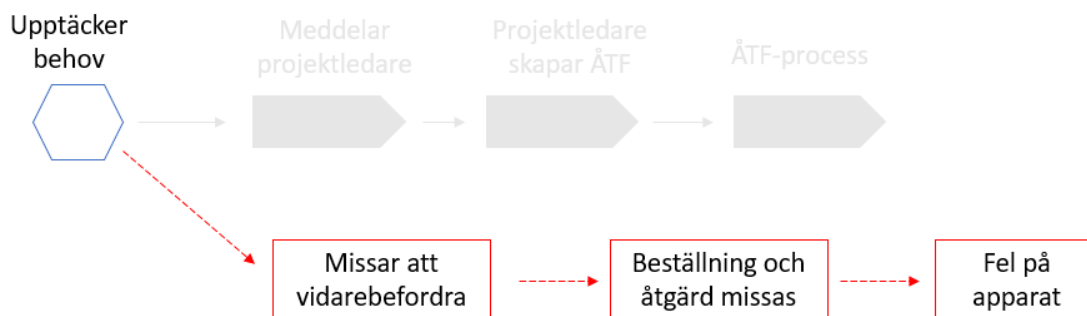 Upptäcker
behov
Meddelar
projektledare
Projektledare
skapar ÅTF
ÅTF-process
Missar att
vidarebefordra
Beställning och
åtgärd missas
Fel på
apparat